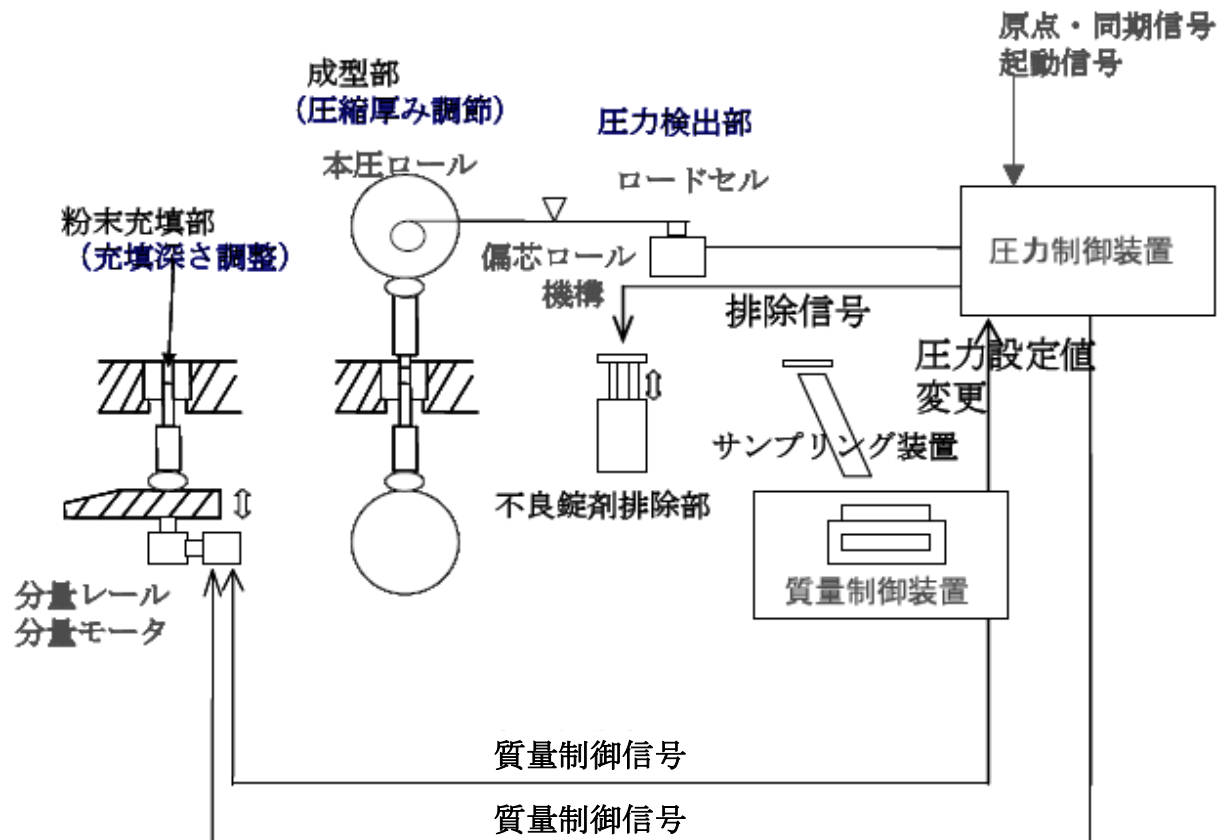 原点・同期信号
起動信号
成型部
（圧縮厚み調節）
圧力検出部
本圧ロール
ロードセル
粉末充填部
（充填深さ調整）
偏芯ロール
機構
圧力制御装置
排除信号
圧力設定値
変更
サンプリング装置
不良錠剤排除部
質量制御装置
分量レール
分量モータ
質量制御信号
質量制御信号